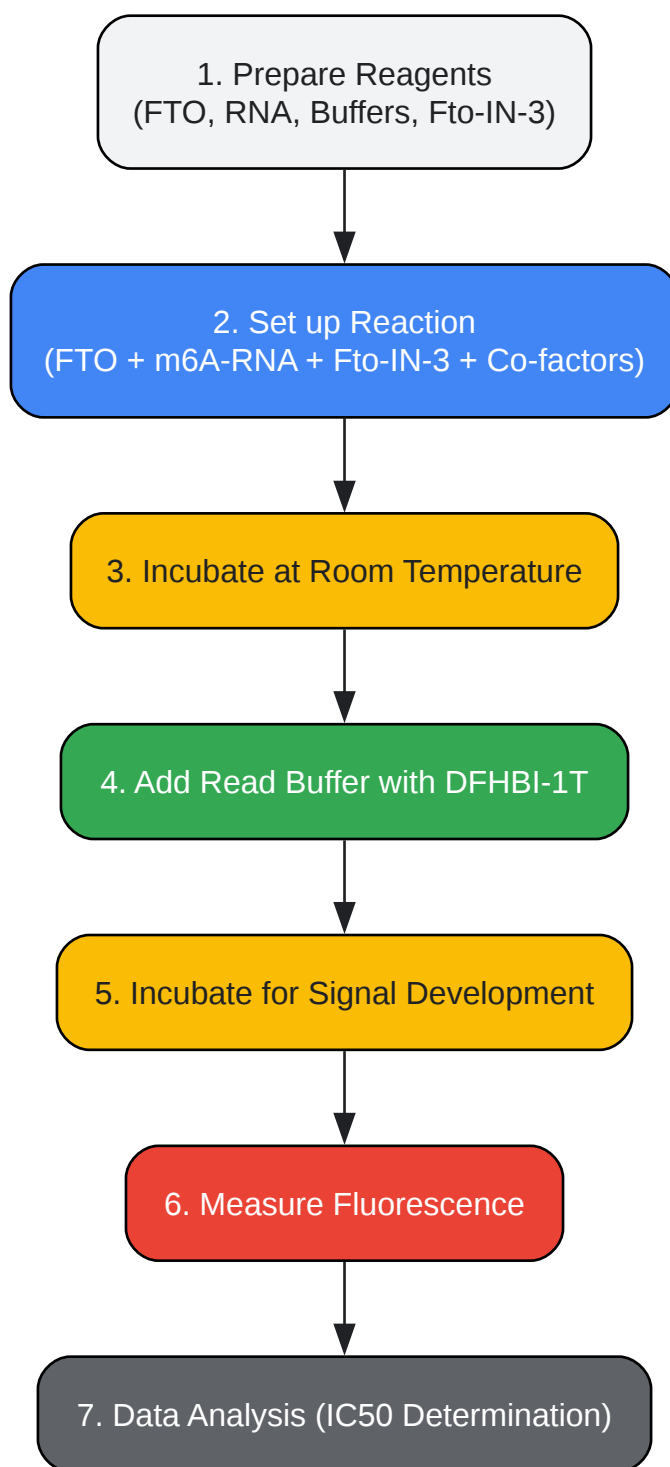 1. Prepare Reagents
(FTO, RNA, Buffers, Fto-IN-3)
2. Set up Reaction
(FTO + m6A-RNA + Fto-IN-3 + Co-factors)
3. Incubate at Room Temperature
4. Add Read Buffer with DFHBI-1T
5. Incubate for Signal Development
6. Measure Fluorescence
7. Data Analysis (IC50 Determination)